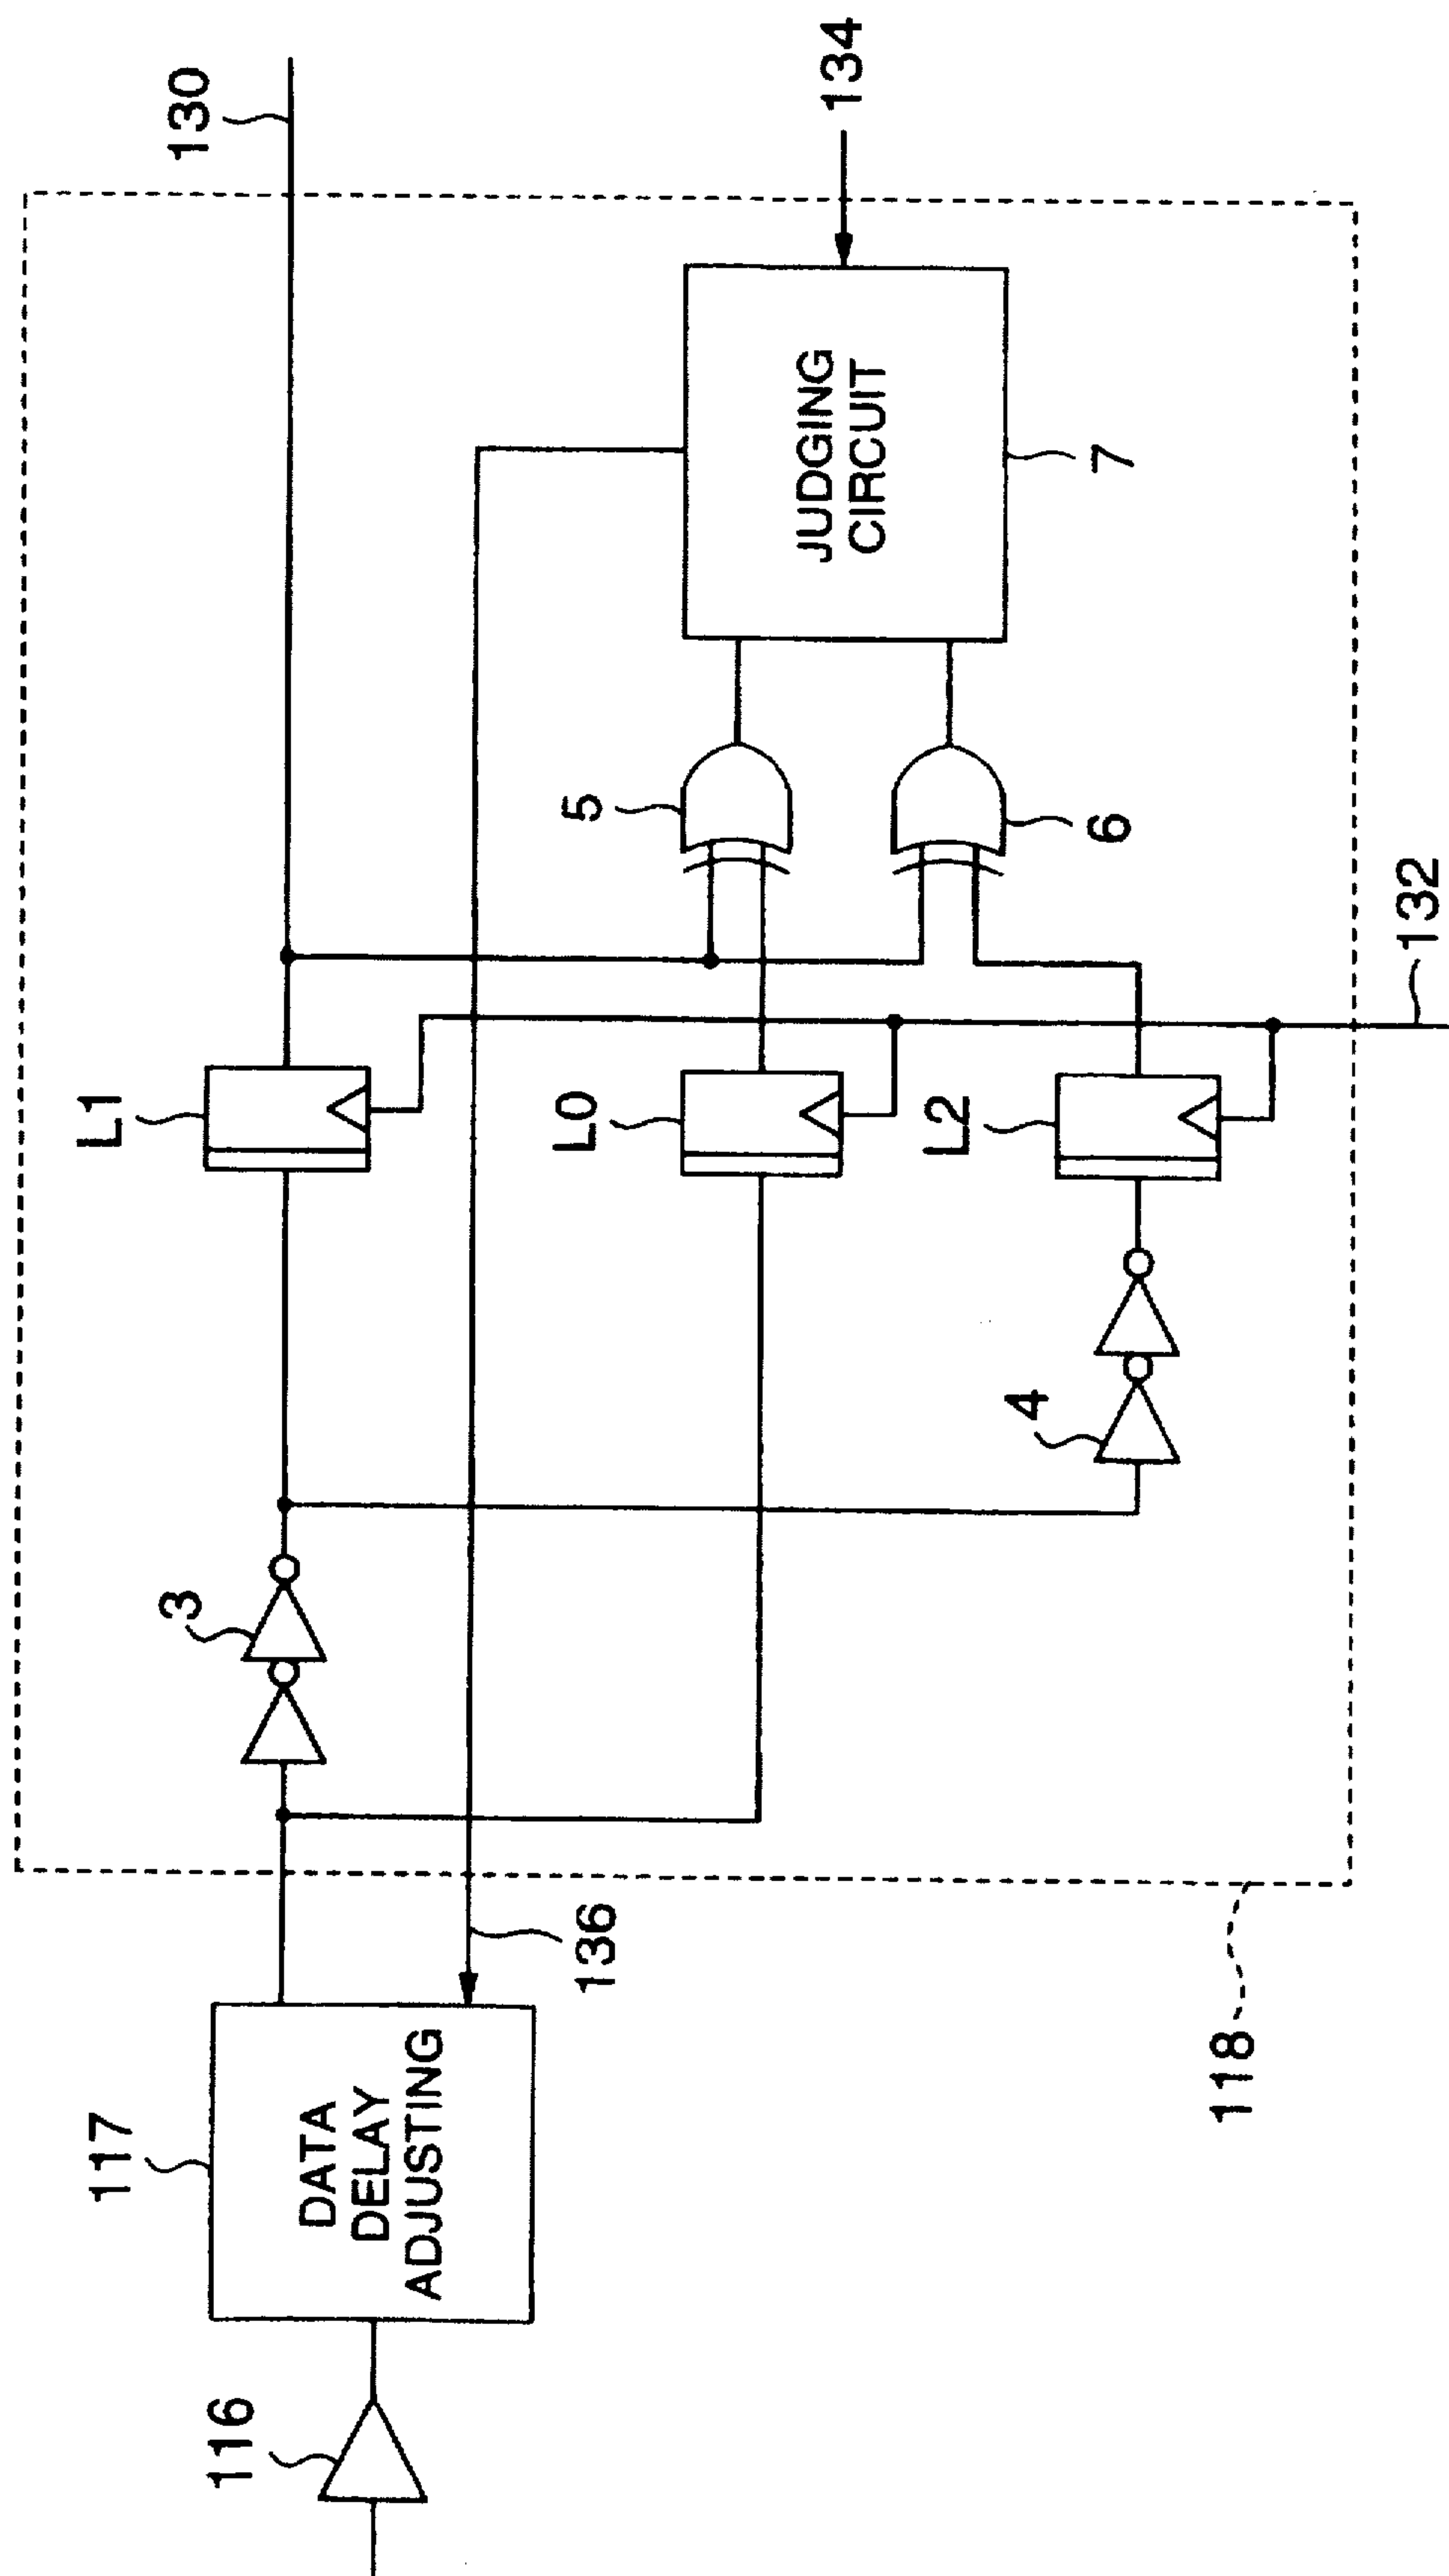 116
117
DATA
DELAY
ADJUSTING
136
118
3
4
L1
L0
L2
5
6
JUDGING
CIRCUIT
7
130
134
132